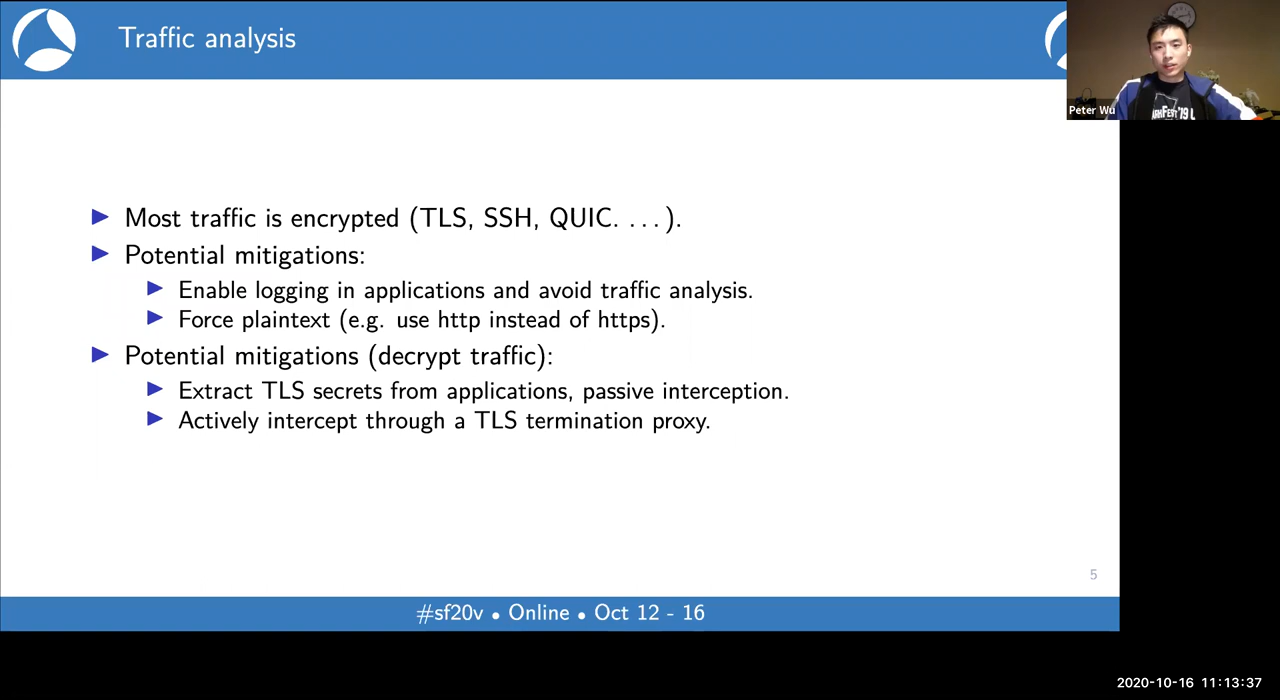 Traffic analysis
Peter Wu
Most traffic is encrypted (TLS, SSH, QUIC. . . . ).
Potential mitigations:
Enable logging in applications and avoid traffic analysis.
Force plaintext (e.g. use http instead of https).
Potential mitigations (decrypt traffic):
Extract TLS secrets from applications, passive interception.
Actively intercept through a TLS termination proxy.
5
#sf20v • Online • Oct 12 - 16
2020-10-16 11:13:37